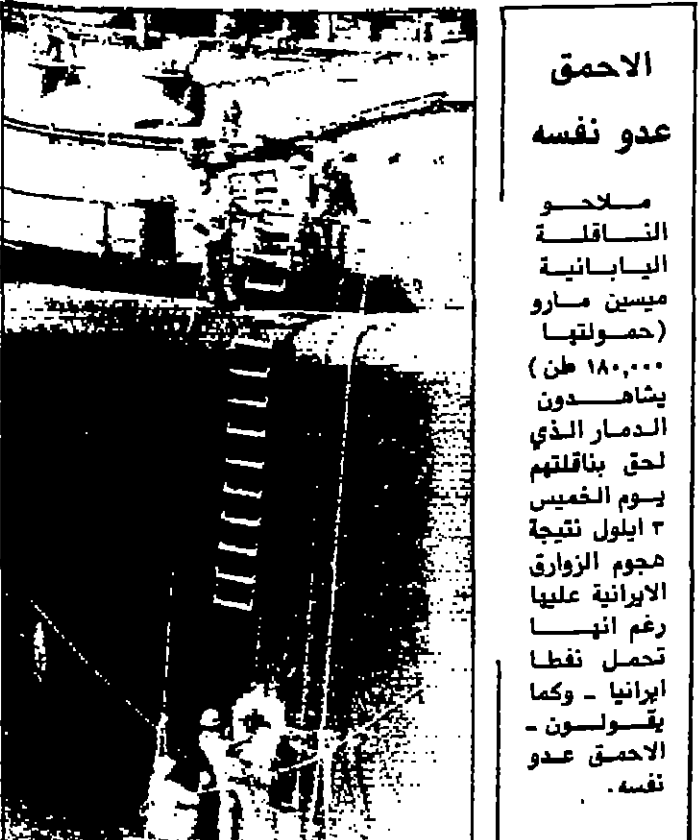 الاحمق
عدو نفسه
ملاحو
الناقلة
اليابانية
ميسين مارو
(حمولتها
١٨٠,٠٠٠ طن)
يشاهدون
الدمار الذي
لحق بناقلتهم
يوم الخميس
٣ ايلول نتيجة
هجوم الزوارق
الايرانية عليها
رغم انها
تحمل نفطا
ايرانيا - وكما
يقولون -
الاحمق عدو
نفسه.